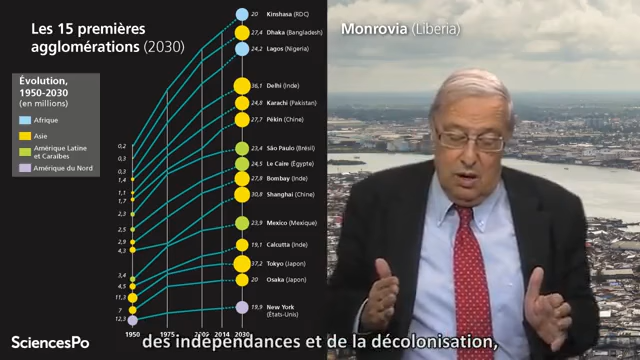 Les 15 premières
agglomérations (2030)
Évolution,
1950-2030
(en millions)
Afrique
Asie
Amérique Latine
et Caraïbes
Amérique du Nord
20 Kinshasa (RDC)
27,4 Dhaka (Bangladesh)
24,2 Lagos (Nigeria)
36,1 Delhi (Inde)
24,8 Karachi (Pakistan)
27,7 Pékin (Chine)
23,4 São Paulo (Brésil)
24,5 Le Caire (Égypte)
27,8 Bombay (Inde)
30,8 Shanghai (Chine)
23,9 Mexico (Mexique)
19,1 Calcutta (Inde)
37,2 Tokyo (Japon)
20 Osaka (Japon)
19,9 New York
(États-Unis)
0,2
0,3
0,3
1,4
1,1
1,7
2,3
2,5
2,9
4,3
3,4
4,5
11,3
7
12,3
1950 1975 2014 2030
Monrovia (Liberia)
des indépendances et de la décolonisation,
SciencesPo